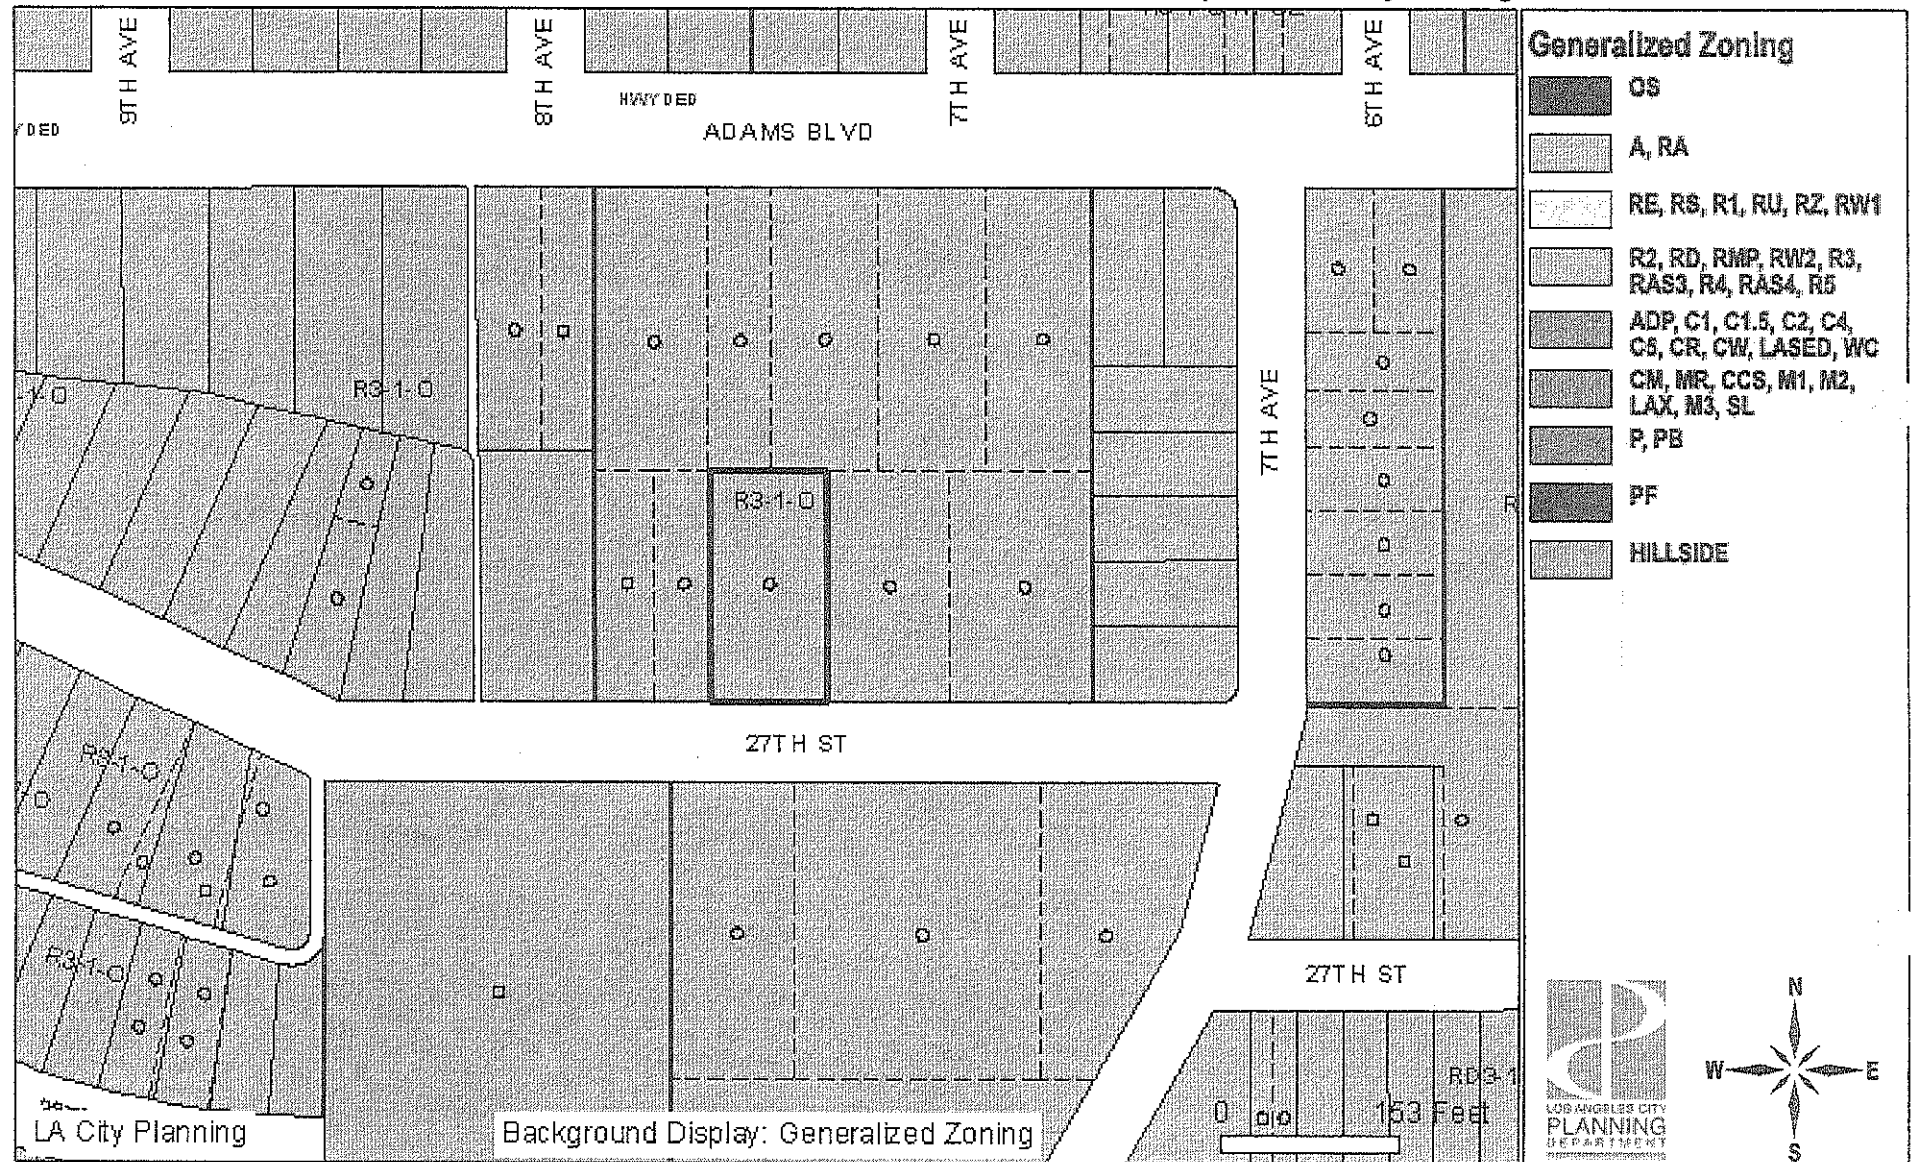 9TH AVE
8TH AVE
7TH AVE
6TH AVE
HWY DED
Y DED
ADAMS BLVD
R3-1-O
-1-O
7TH AVE
R3-1-O
R
27TH ST
R3-1-O
R3-1-O
27TH ST
RD3-1
0 153 Feet
LA City Planning
Background Display: Generalized Zoning
Generalized Zoning
OS
A, RA
RE, RS, R1, RU, RZ, RW1
R2, RD, RMP, RW2, R3,
RAS3, R4, RAS4, R5
ADP, C1, C1.5, C2, C4,
C5, CR, CW, LASED, WC
CM, MR, CCS, M1, M2,
LAX, M3, SL
P, PB
PF
HILLSIDE
LOS ANGELES CITY
PLANNING
DEPARTMENT
N
W E
S